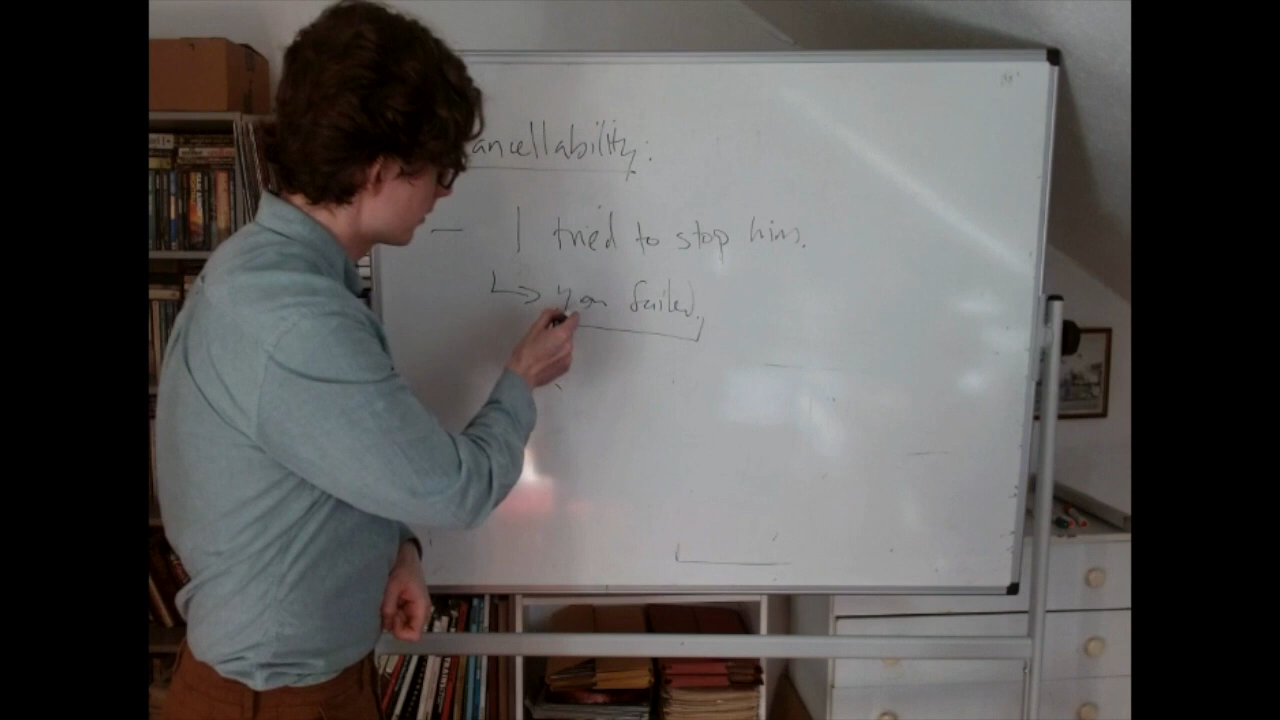 ancellability:
— I tried to stop him.
↳ you failed.